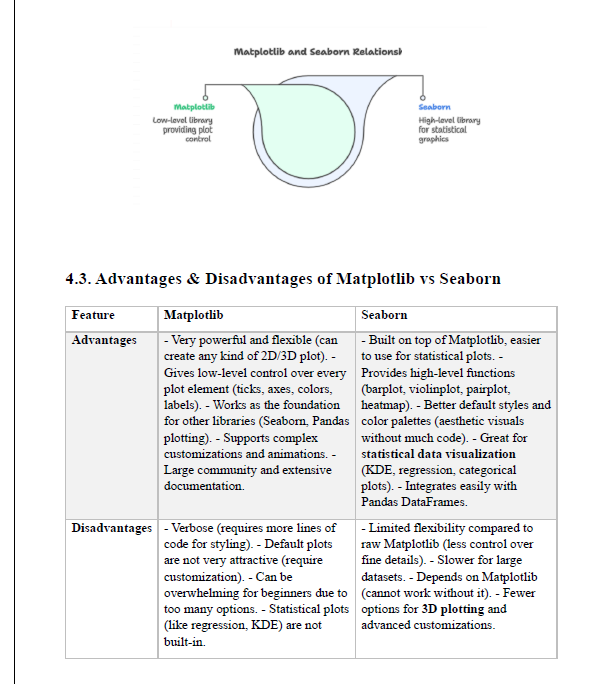 Matplotlib and Seaborn Relationsh
Matplotlib
Low-level library
providing plot
control
Seaborn
High-level library
for statistical
graphics
4.3. Advantages & Disadvantages of Matplotlib vs Seaborn
Feature
Matplotlib
Seaborn
Advantages
- Very powerful and flexible (can
create any kind of 2D/3D plot). -
Gives low-level control over every
plot element (ticks, axes, colors,
labels). - Works as the foundation
for other libraries (Seaborn, Pandas
plotting). - Supports complex
customizations and animations. -
Large community and extensive
documentation.
- Built on top of Matplotlib, easier
to use for statistical plots. -
Provides high-level functions
(barplot, violinplot, pairplot,
heatmap). - Better default styles and
color palettes (aesthetic visuals
without much code). - Great for
statistical data visualization
(KDE, regression, categorical
plots). - Integrates easily with
Pandas DataFrames.
Disadvantages
- Verbose (requires more lines of
code for styling). - Default plots
are not very attractive (require
customization). - Can be
overwhelming for beginners due to
too many options. - Statistical plots
(like regression, KDE) are not
built-in.
- Limited flexibility compared to
raw Matplotlib (less control over
fine details). - Slower for large
datasets. - Depends on Matplotlib
(cannot work without it). - Fewer
options for 3D plotting and
advanced customizations.